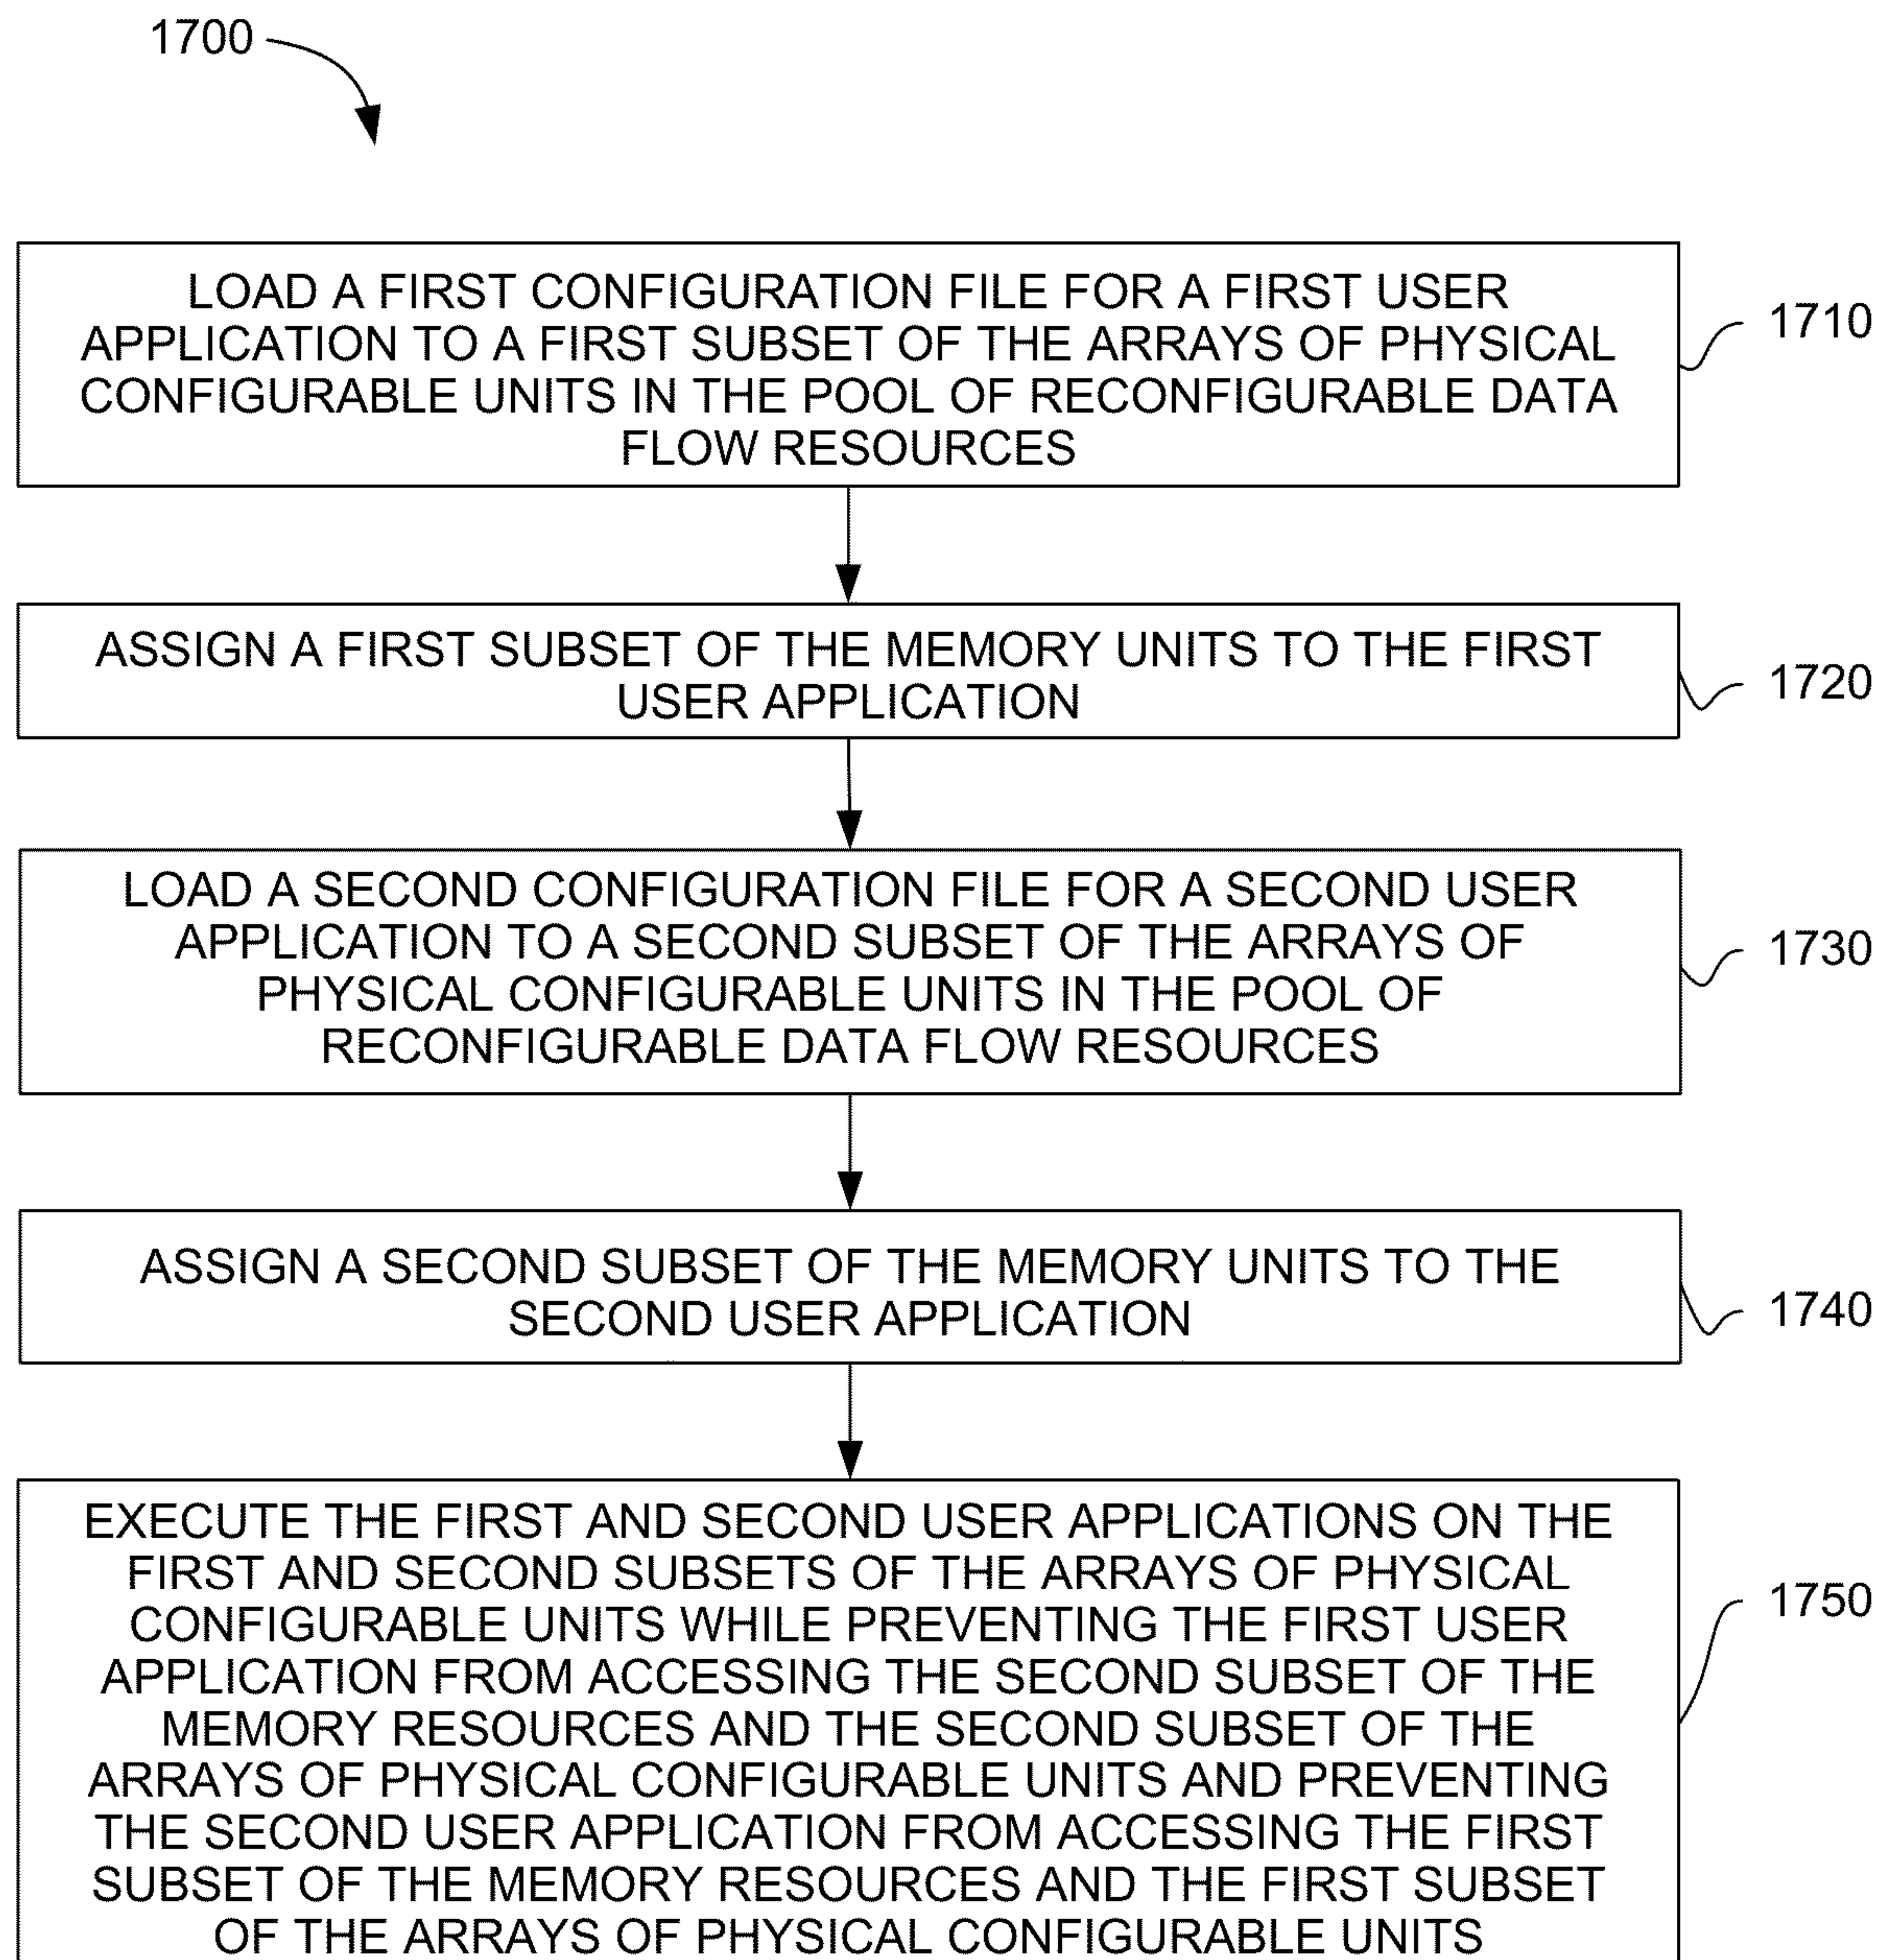 1700
LOAD A FIRST CONFIGURATION FILE FOR A FIRST USER
APPLICATION TO A FIRST SUBSET OF THE ARRAYS OF PHYSICAL
CONFIGURABLE UNITS IN THE POOL OF RECONFIGURABLE DATA
FLOW RESOURCES
1710
ASSIGN A FIRST SUBSET OF THE MEMORY UNITS TO THE FIRST
USER APPLICATION
1720
LOAD A SECOND CONFIGURATION FILE FOR A SECOND USER
APPLICATION TO A SECOND SUBSET OF THE ARRAYS OF
PHYSICAL CONFIGURABLE UNITS IN THE POOL OF
RECONFIGURABLE DATA FLOW RESOURCES
1730
ASSIGN A SECOND SUBSET OF THE MEMORY UNITS TO THE
SECOND USER APPLICATION
1740
EXECUTE THE FIRST AND SECOND USER APPLICATIONS ON THE
FIRST AND SECOND SUBSETS OF THE ARRAYS OF PHYSICAL
CONFIGURABLE UNITS WHILE PREVENTING THE FIRST USER
APPLICATION FROM ACCESSING THE SECOND SUBSET OF THE
MEMORY RESOURCES AND THE SECOND SUBSET OF THE
ARRAYS OF PHYSICAL CONFIGURABLE UNITS AND PREVENTING
THE SECOND USER APPLICATION FROM ACCESSING THE FIRST
SUBSET OF THE MEMORY RESOURCES AND THE FIRST SUBSET
OF THE ARRAYS OF PHYSICAL CONFIGURABLE UNITS
1750